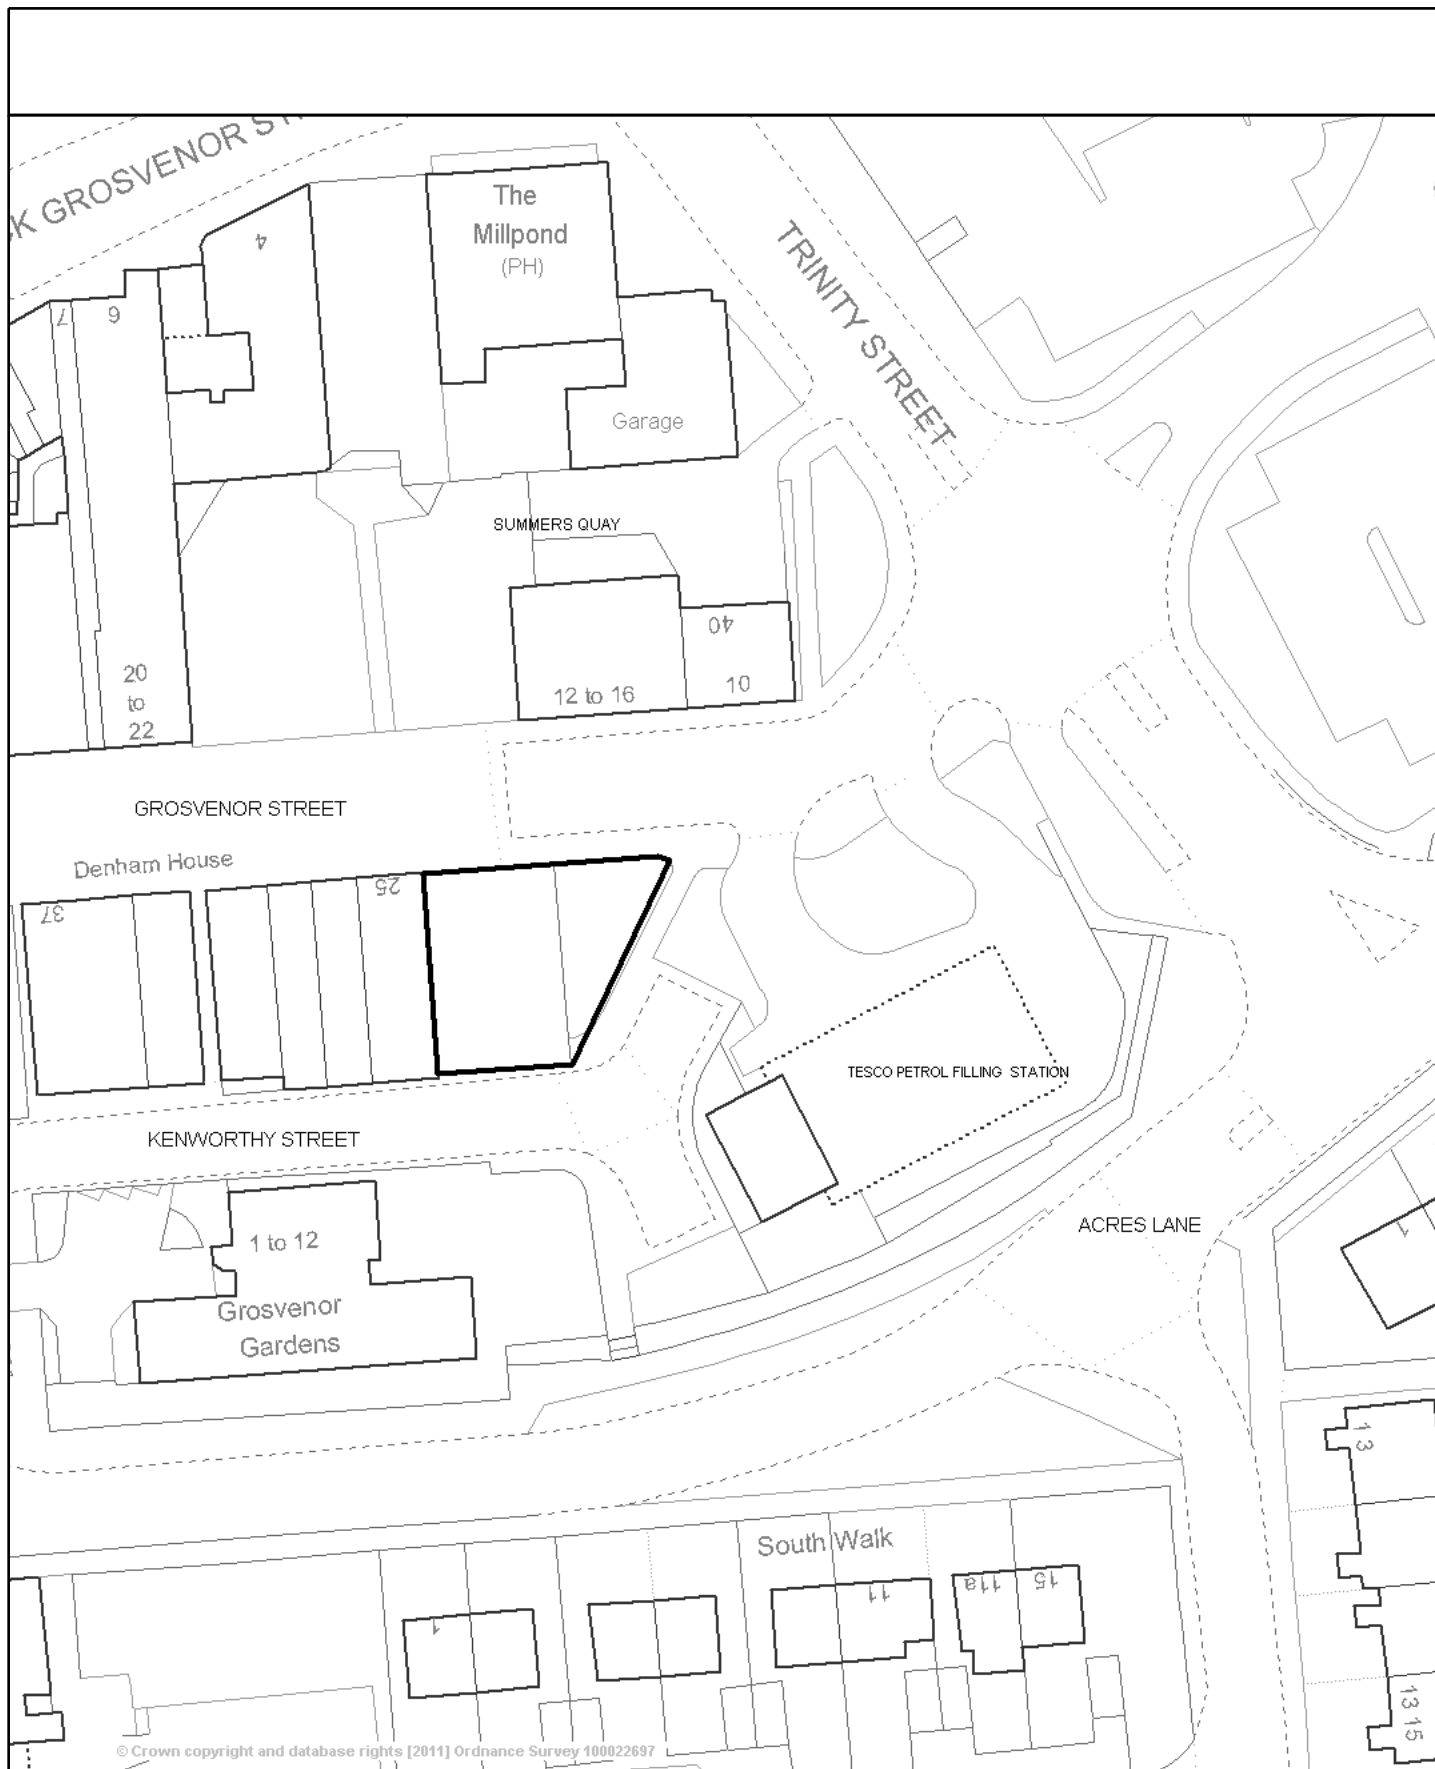 CK GROSVENOR ST
The
Millpond
(PH)
4
6
7
TRINITY STREET
Garage
SUMMERS QUAY
40
10
12 to 16
20
to
22
GROSVENOR STREET
Denham House
37
25
TESCO PETROL FILLING STATION
KENWORTHY STREET
1 to 12
Grosvenor
Gardens
ACRES LANE
1
13
South Walk
1
11
11a
15
13 15
© Crown copyright and database rights [2011] Ordnance Survey 100022697